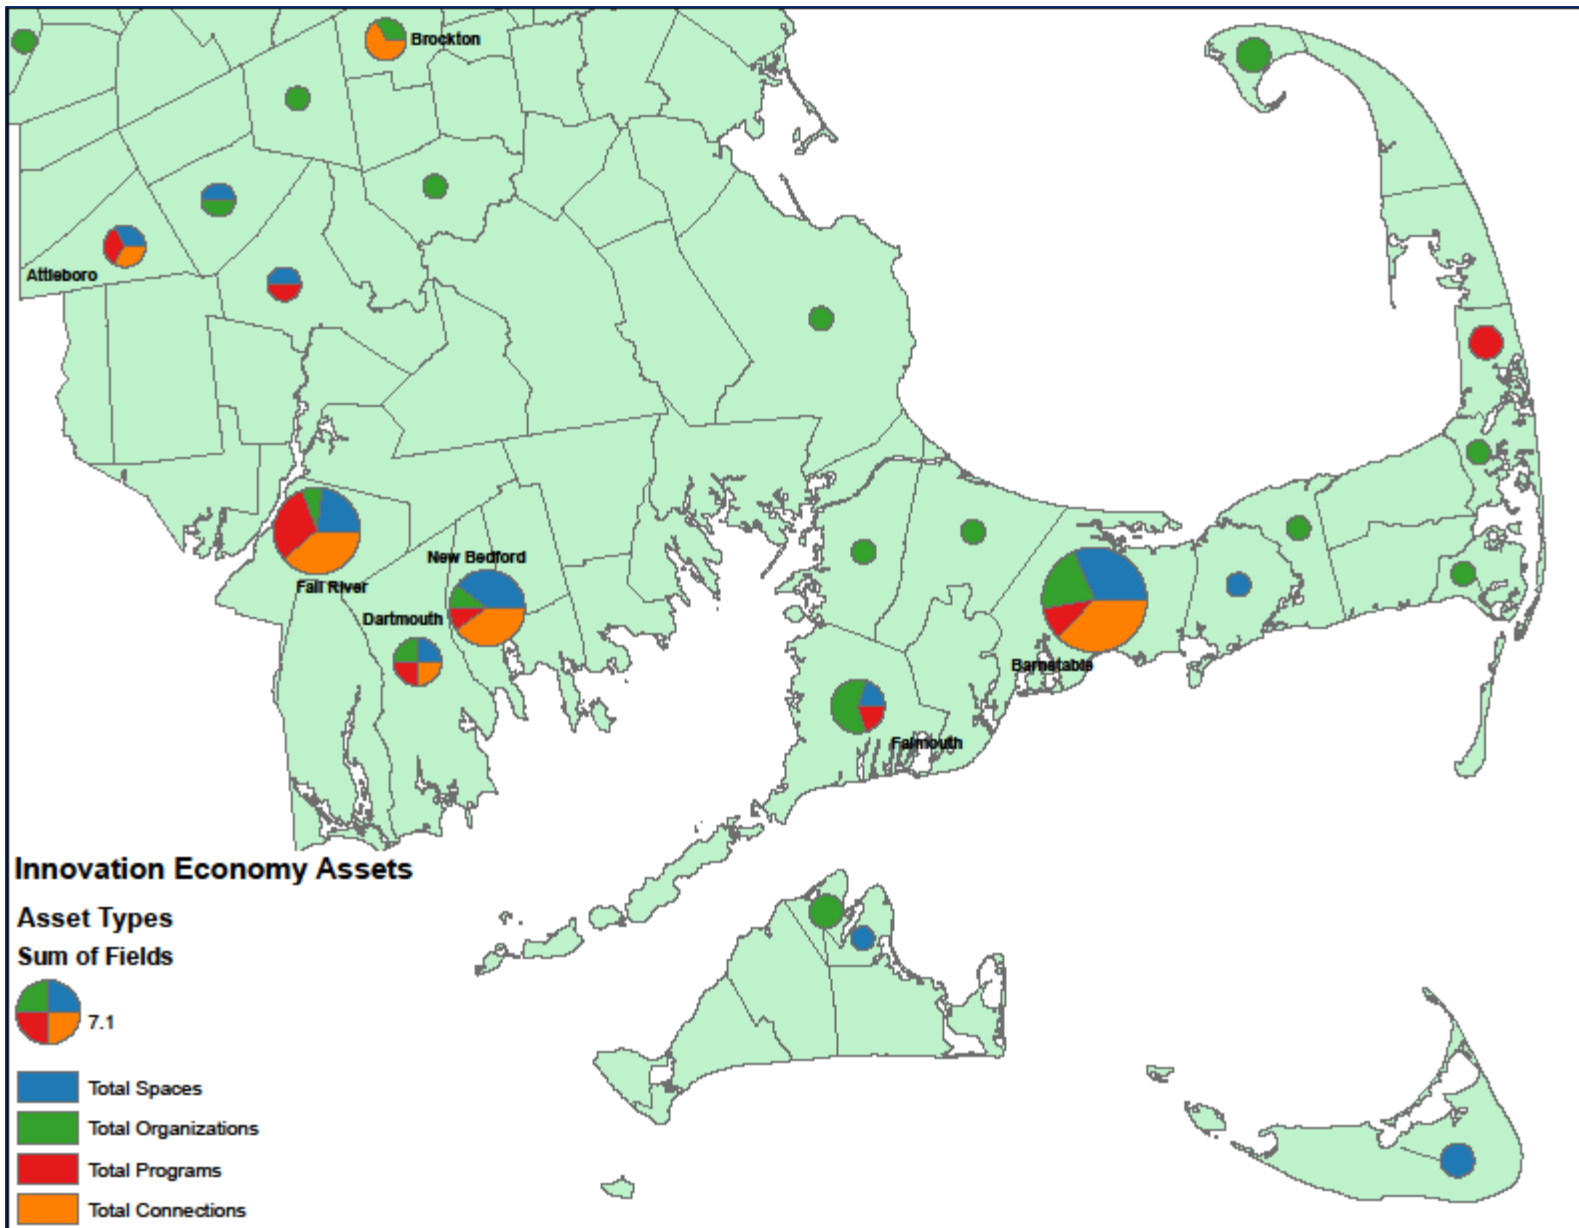 Brockton
Attleboro
New Bedford
Fall River
Dartmouth
Barnstable
Falmouth
Innovation Economy Assets
Asset Types
Sum of Fields
7.1
Total Spaces
Total Organizations
Total Programs
Total Connections